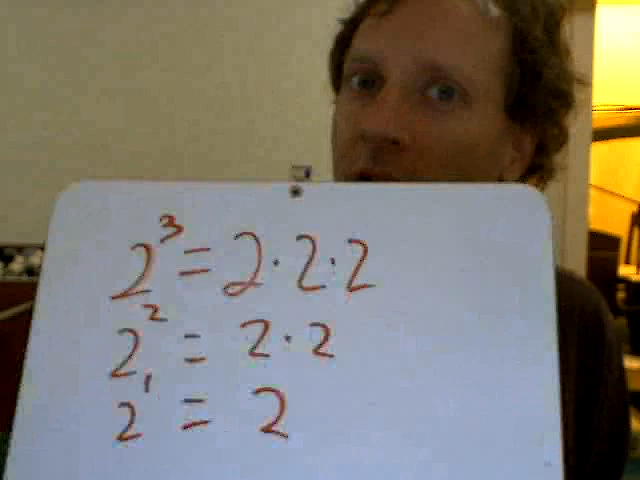 2³ = 2·2·2
2² = 2·2
2¹ = 2